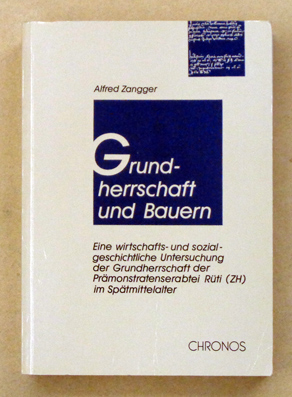 Alfred Zangger
Grund-
herrschaft
und Bauern
Eine wirtschafts- und sozial-
geschichtliche Untersuchung
der Grundherrschaft der
Prämonstratenserabtei Rüti (ZH)
im Spätmittelalter
CHRONOS